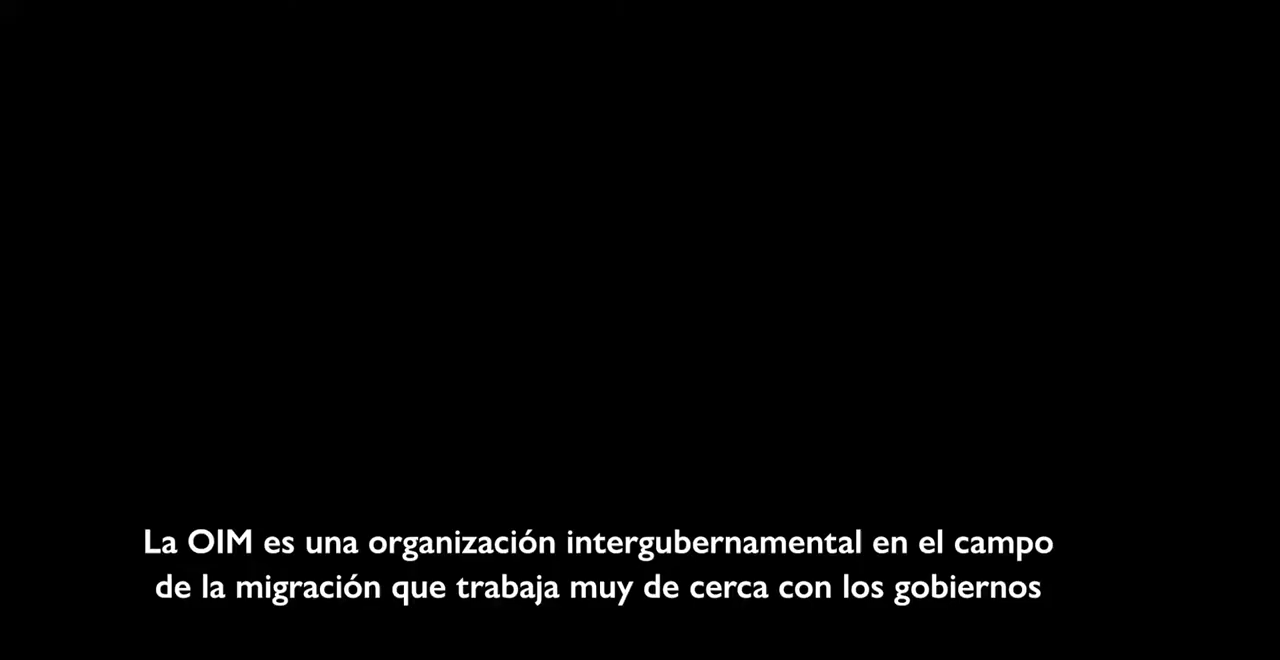 La OIM es una organización intergubernamental en el campo
de la migración que trabaja muy de cerca con los gobiernos